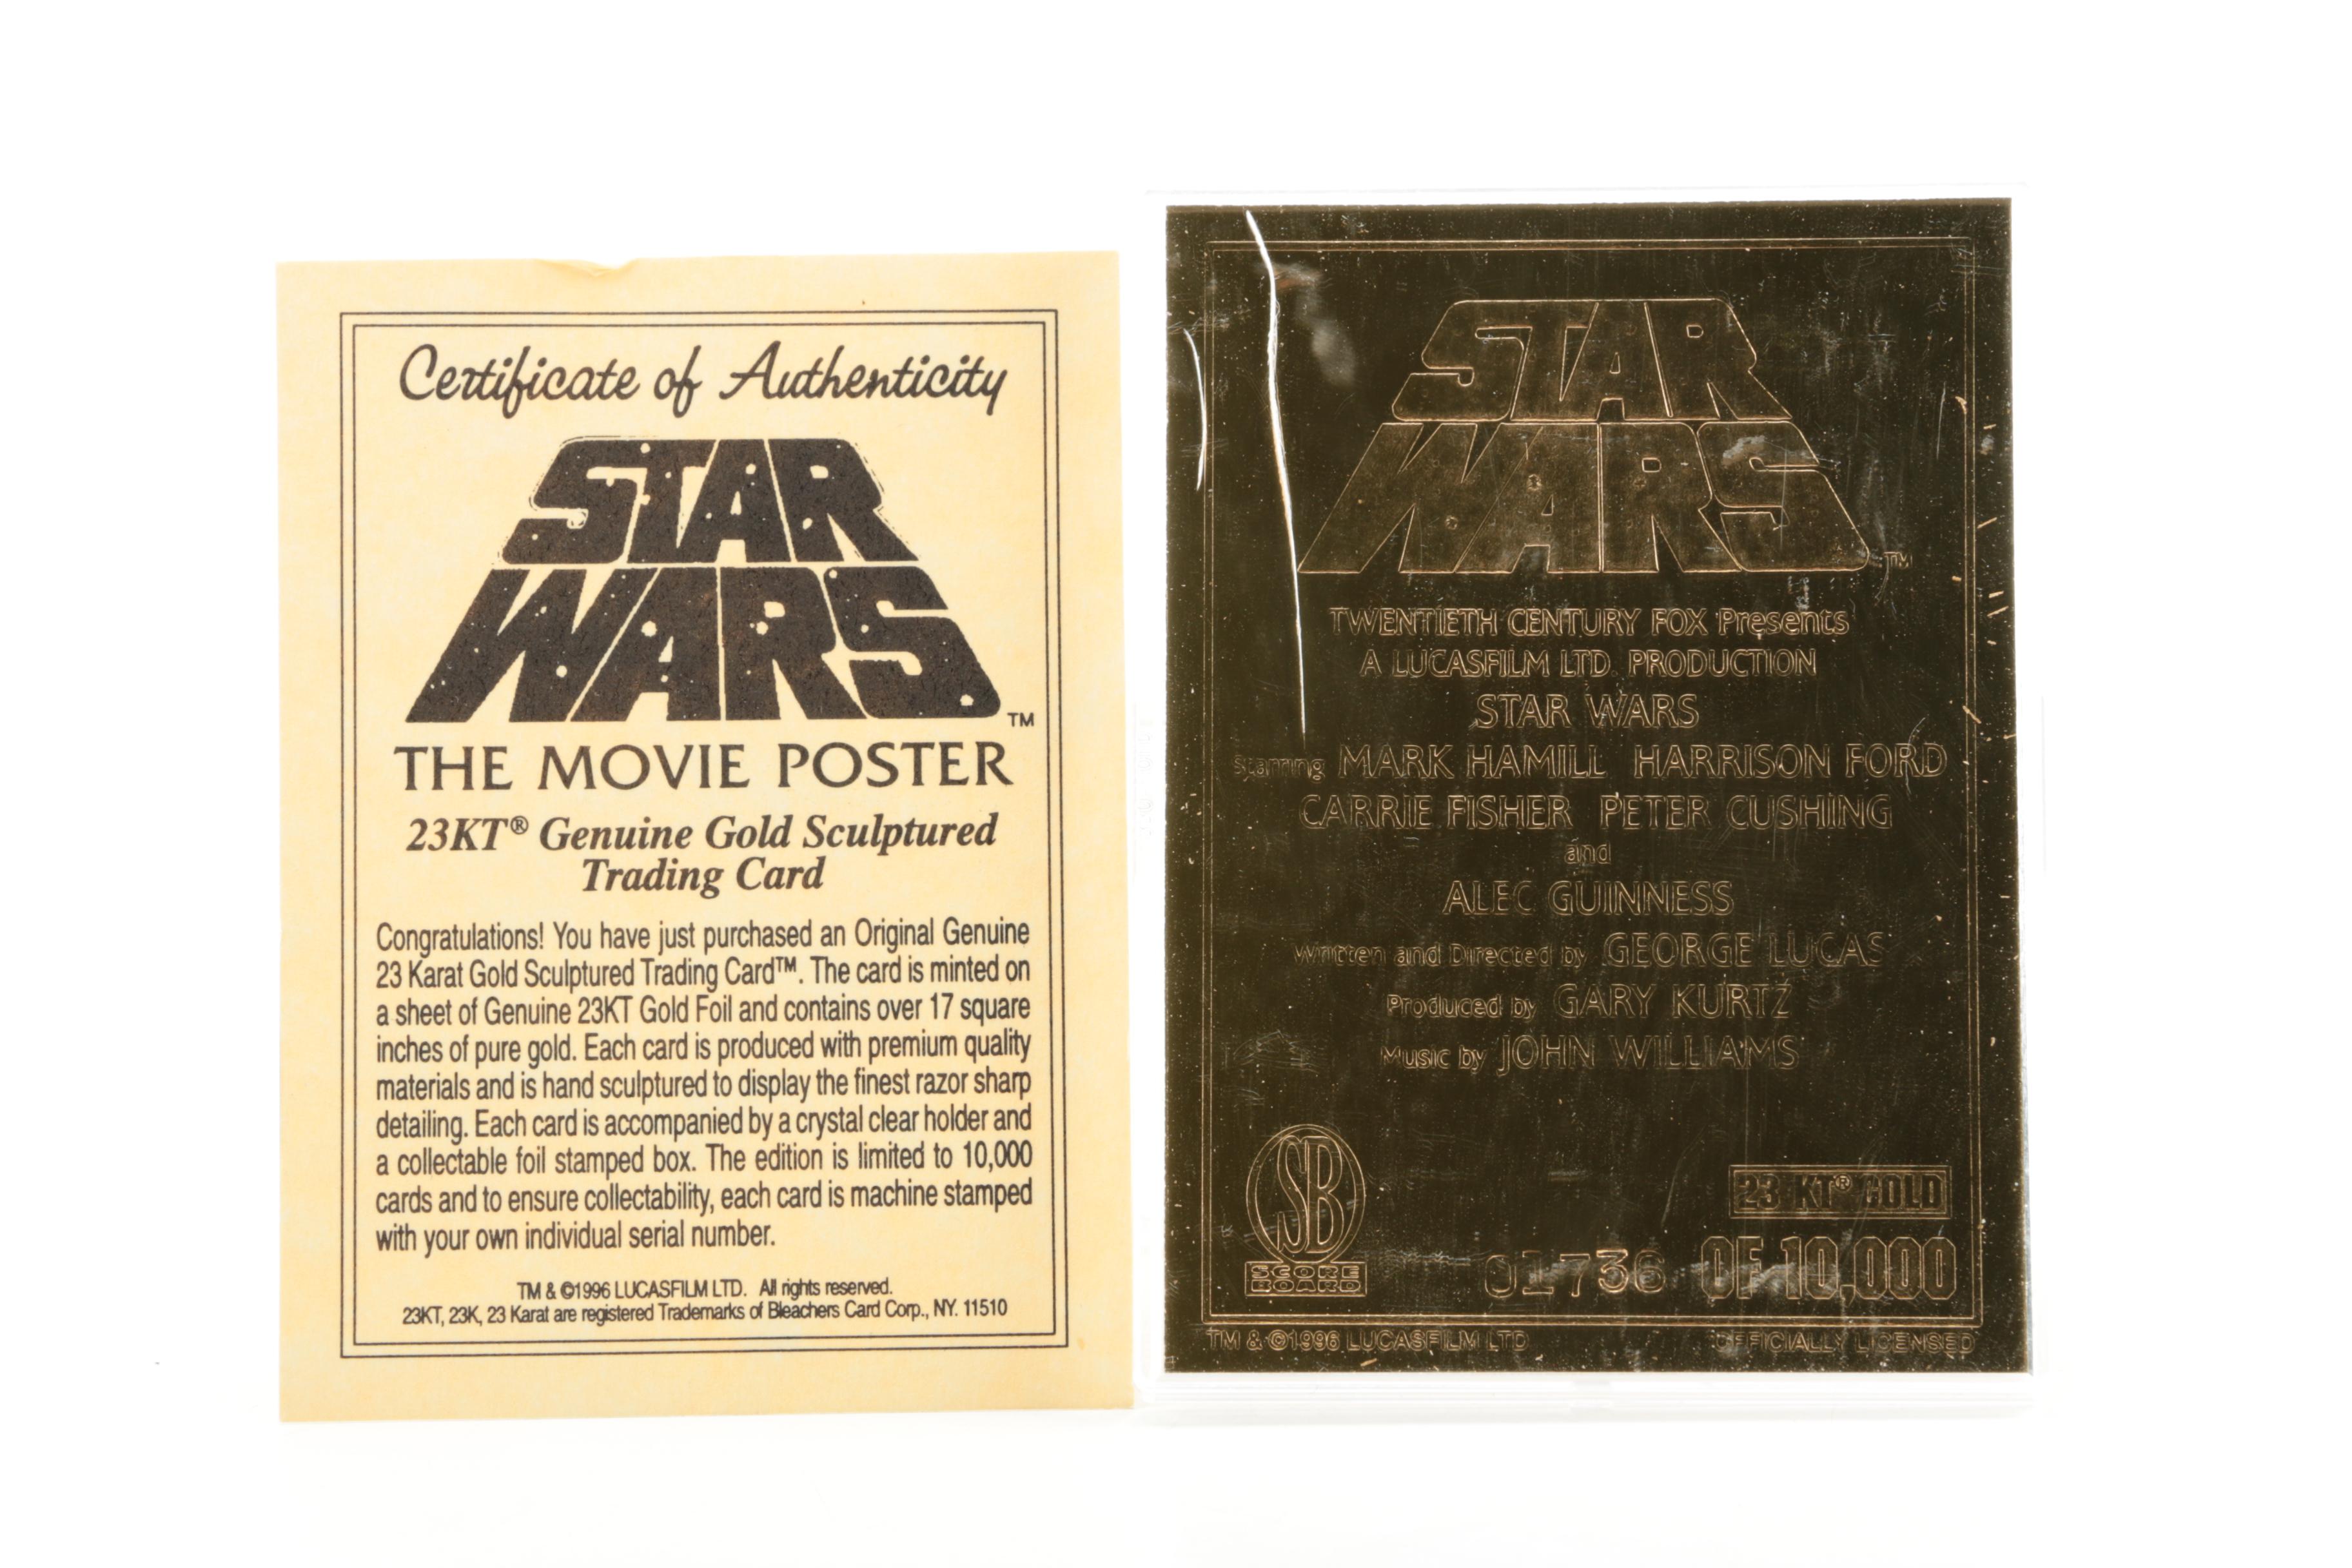 Certificate of Authenticity
STAR
WARS
TM
THE MOVIE POSTER
23KT® Genuine Gold Sculptured
Trading Card
Congratulations! You have just purchased an Original Genuine
23 Karat Gold Sculptured Trading Card™. The card is minted on
a sheet of Genuine 23KT Gold Foil and contains over 17 square
inches of pure gold. Each card is produced with premium quality
materials and is hand sculptured to display the finest razor sharp
detailing. Each card is accompanied by a crystal clear holder and
a collectable foil stamped box. The edition is limited to 10,000
cards and to ensure collectability, each card is machine stamped
with your own individual serial number.
TM & ©1996 LUCASFILM LTD. All rights reserved.
23KT, 23K, 23 Karat are registered Trademarks of Bleachers Card Corp., NY. 11510
STAR
WARS
TM
TWENTIETH CENTURY FOX Presents
A LUCASFILM LTD. PRODUCTION
STAR WARS
starring MARK HAMILL HARRISON FORD
CARRIE FISHER PETER CUSHING
and
ALEC GUINNESS
Written and Directed by GEORGE LUCAS
Produced by GARY KURTZ
Music by JOHN WILLIAMS
SB
SCORE
BOARD
23 KT® GOLD
01736 OF 10,000
TM & ©1996 LUCASFILM LTD OFFICIALLY LICENSED